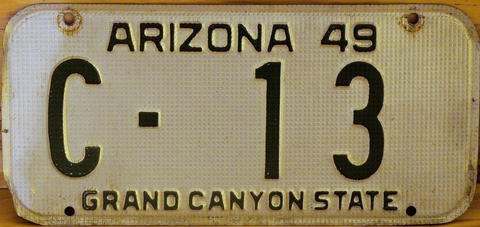 ARIZONA 49
C - 13
GRAND CANYON STATE